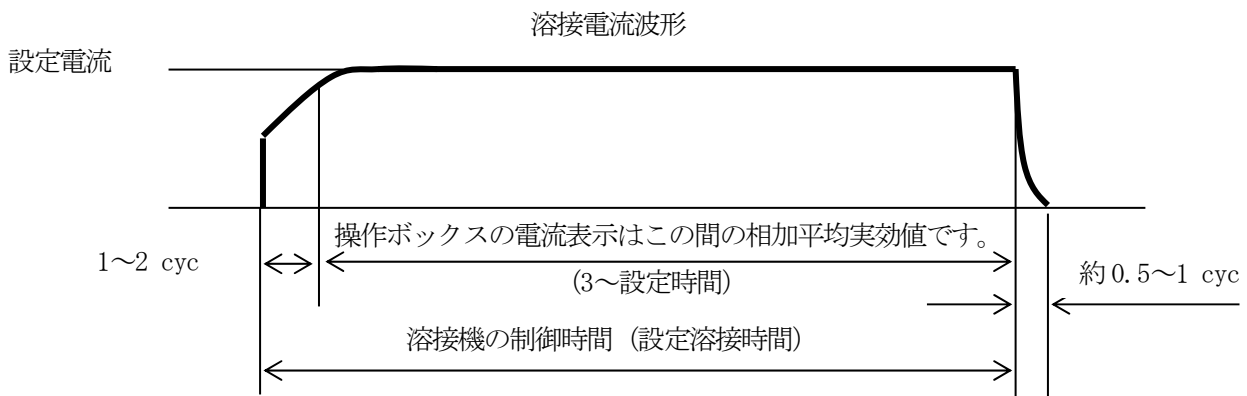 溶接電流波形
設定電流
操作ボックスの電流表示はこの間の相加平均実効値です。
1～2 cyc
(3～設定時間)
約0.5～1 cyc
溶接機の制御時間（設定溶接時間）